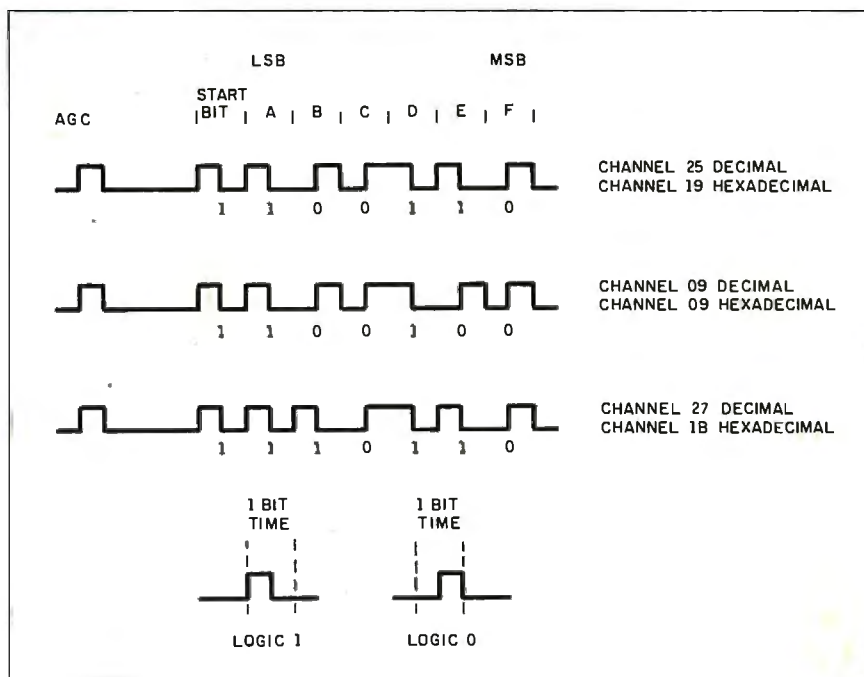 LSB MSB
START
AGC |BIT | A | B | C | D | E | F |
CHANNEL 25 DECIMAL
CHANNEL 19 HEXADECIMAL
1 1 0 0 1 1 0
CHANNEL 09 DECIMAL
CHANNEL 09 HEXADECIMAL
1 1 0 0 1 0 0
CHANNEL 27 DECIMAL
CHANNEL 1B HEXADECIMAL
1 1 1 0 1 1 0
1 BIT 1 BIT
TIME TIME
LOGIC 1 LOGIC 0